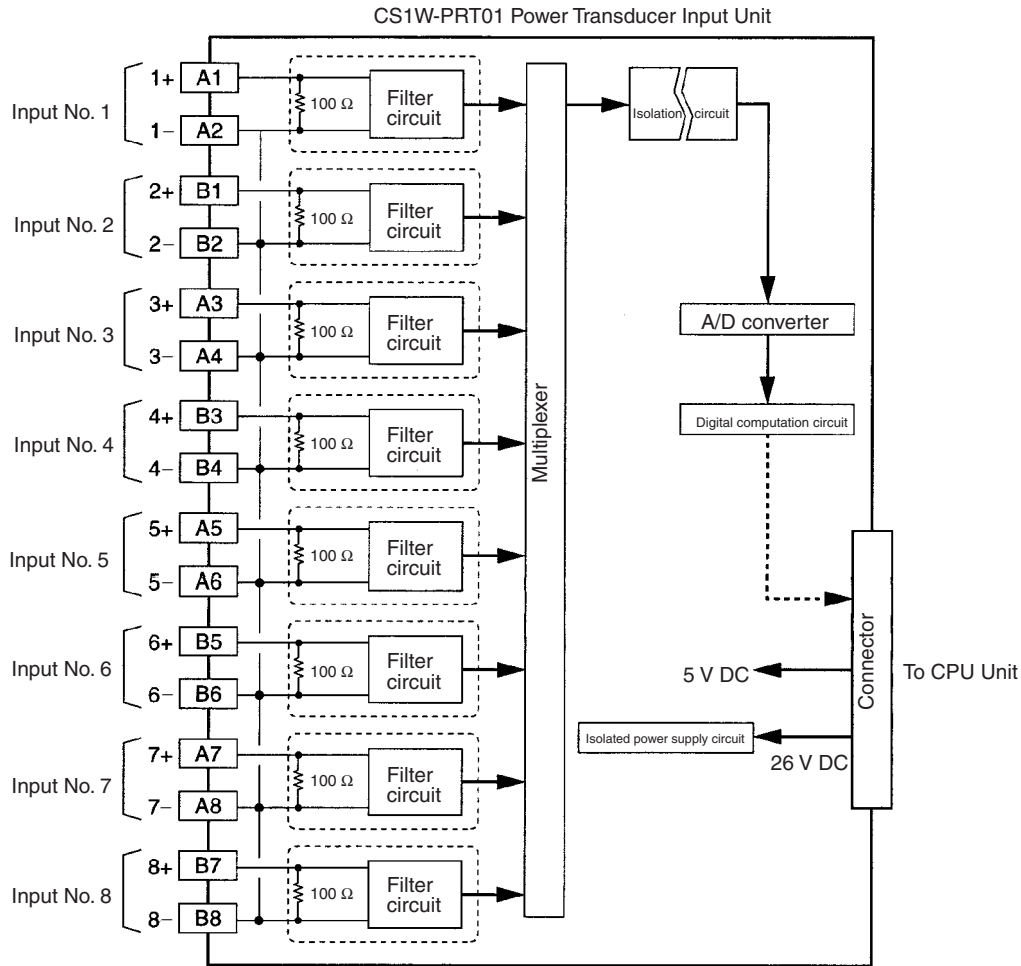 CS1W-PRT01 Power Transducer Input Unit
Input No. 1
1+ A1
1− A2
100 Ω
Filter circuit
Input No. 2
2+ B1
2− B2
100 Ω
Filter circuit
Input No. 3
3+ A3
3− A4
100 Ω
Filter circuit
Input No. 4
4+ B3
4− B4
100 Ω
Filter circuit
Input No. 5
5+ A5
5− A6
100 Ω
Filter circuit
Input No. 6
6+ B5
6− B6
100 Ω
Filter circuit
Input No. 7
7+ A7
7− A8
100 Ω
Filter circuit
Input No. 8
8+ B7
8− B8
100 Ω
Filter circuit
Multiplexer
Isolation circuit
A/D converter
Digital computation circuit
5 V DC
Isolated power supply circuit
26 V DC
Connector
To CPU Unit